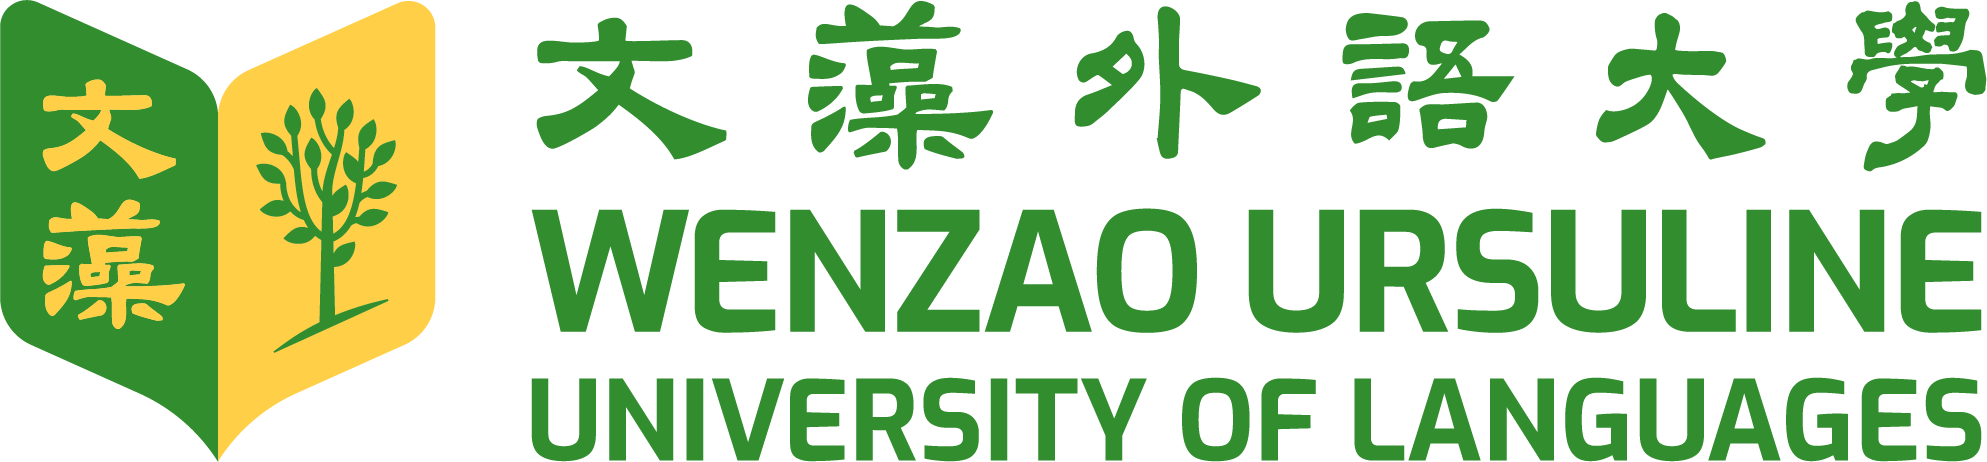 文藻
文藻外語大學
WENZAO URSULINE
UNIVERSITY OF LANGUAGES